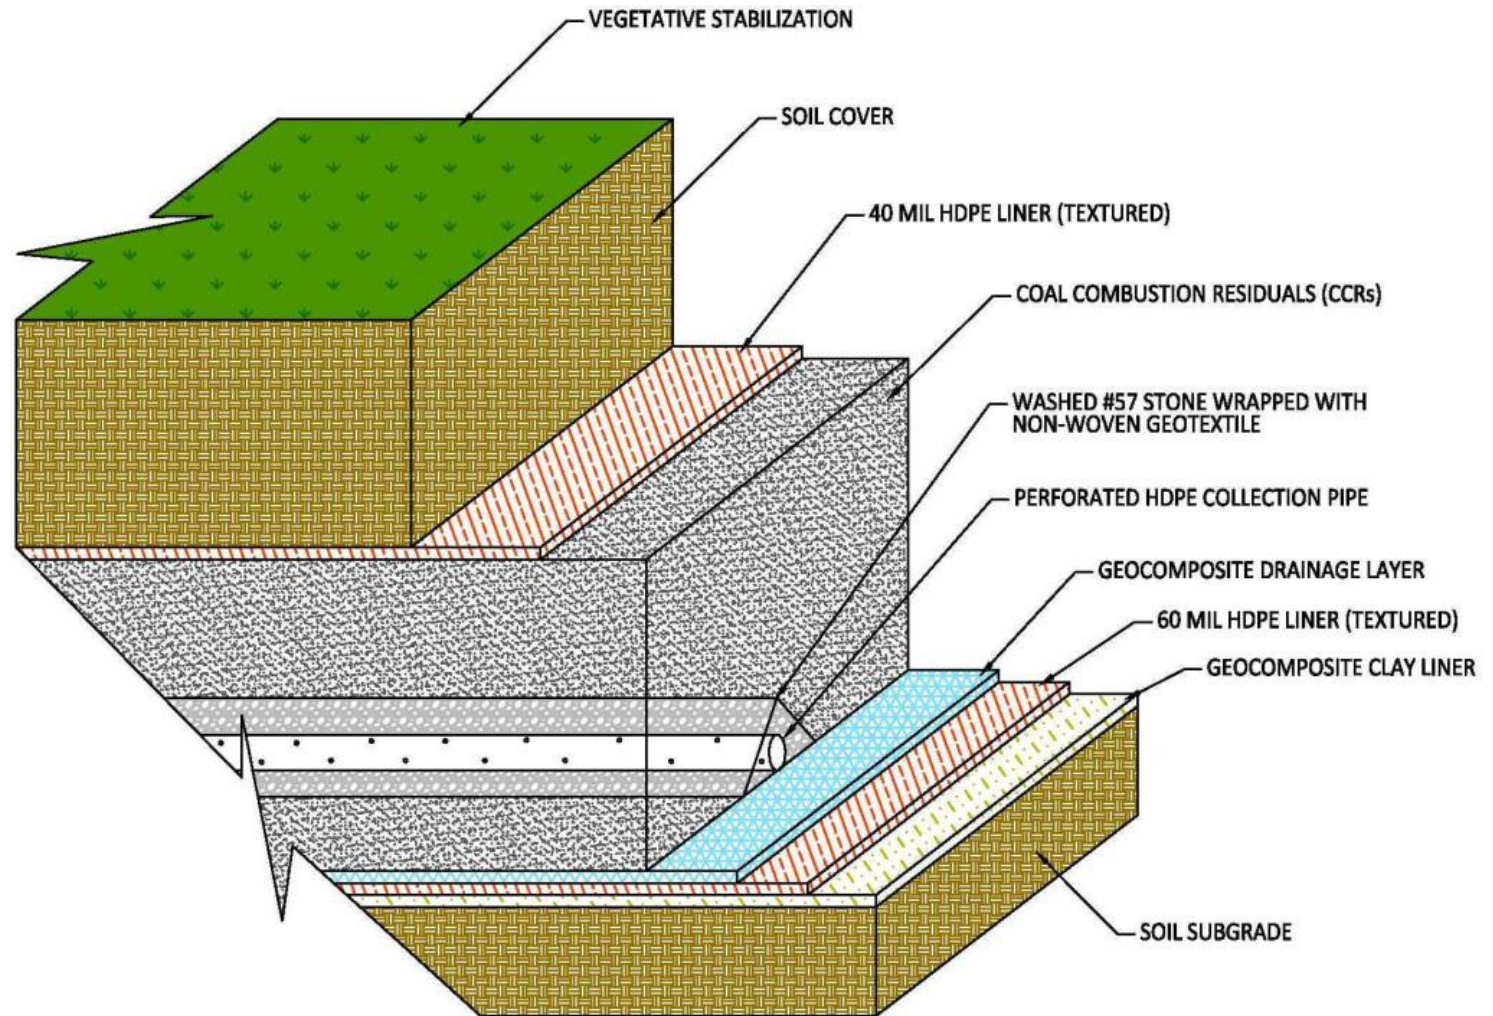 VEGETATIVE STABILIZATION
SOIL COVER
40 MIL HDPE LINER (TEXTURED)
COAL COMBUSTION RESIDUALS (CCRs)
WASHED #57 STONE WRAPPED WITH
NON-WOVEN GEOTEXTILE
PERFORATED HDPE COLLECTION PIPE
GEOCOMPOSITE DRAINAGE LAYER
60 MIL HDPE LINER (TEXTURED)
GEOCOMPOSITE CLAY LINER
SOIL SUBGRADE